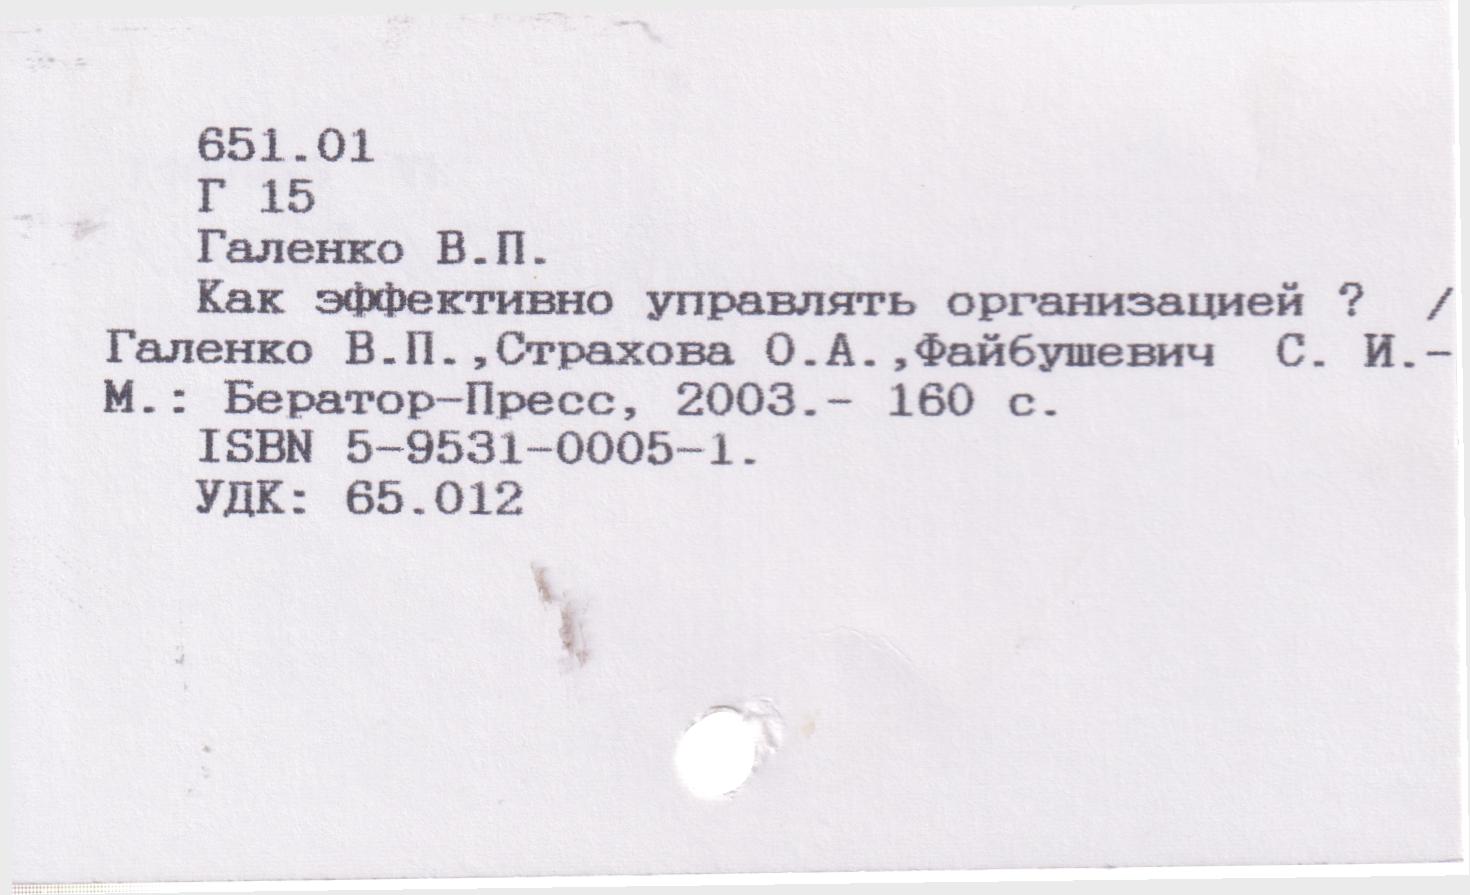 651.01
Г 15
Галенко В.П.
Как эффективно управлять организацией ? /
Галенко В.П.,Страхова О.А.,Файбушевич С. И.-
М.: Бератор-Пресс, 2003.- 160 с.
ISBN 5-9531-0005-1.
УДК: 65.012